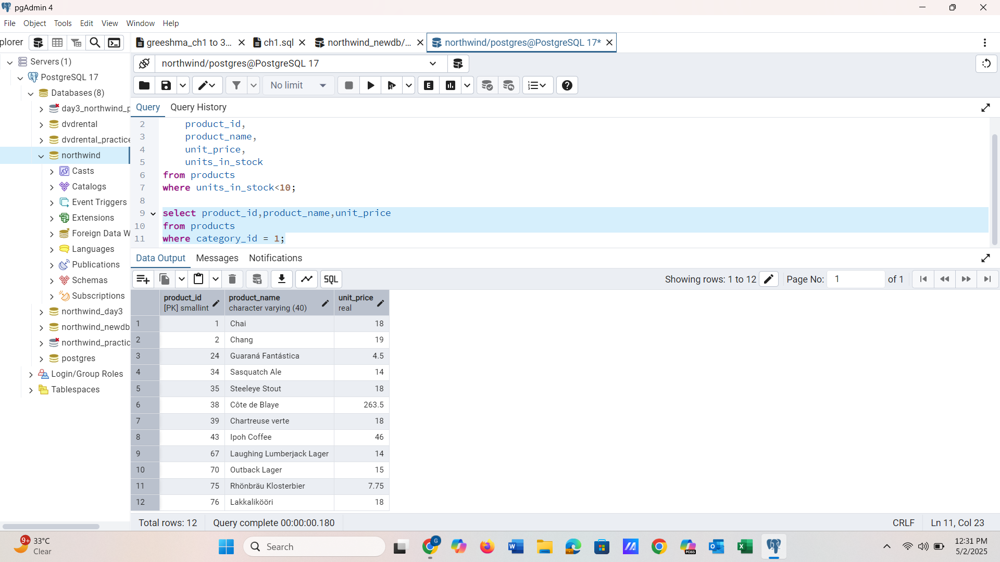 pgAdmin 4
File Object Tools Edit View Window Help
plorer
greeshma_ch1 to 3... ch1.sql northwind_newdb/... northwind/postgres@PostgreSQL 17*
Servers (1)
PostgreSQL 17
Databases (8)
day3_northwind_p
dvdrental
dvdrental_practice
northwind
Casts
Catalogs
Event Triggers
Extensions
Foreign Data W
Languages
Publications
Schemas
Subscriptions
northwind_day3
northwind_newdb
northwind_practic
postgres
Login/Group Roles
Tablespaces
northwind/postgres@PostgreSQL 17
No limit
E
Query Query History
2 product_id,
3 product_name,
4 unit_price,
5 units_in_stock
6 from products
7 where units_in_stock<10;
8
9 select product_id,product_name,unit_price
10 from products
11 where category_id = 1;
Data Output Messages Notifications
SQL Showing rows: 1 to 12 Page No: 1 of 1
product_id product_name unit_price
[PK] smallint character varying (40) real
1 1 Chai 18
2 2 Chang 19
3 24 Guaraná Fantástica 4.5
4 34 Sasquatch Ale 14
5 35 Steeleye Stout 18
6 38 Côte de Blaye 263.5
7 39 Chartreuse verte 18
8 43 Ipoh Coffee 46
9 67 Laughing Lumberjack Lager 14
10 70 Outback Lager 15
11 75 Rhönbräu Klosterbier 7.75
12 76 Lakkalikööri 18
Total rows: 12 Query complete 00:00:00.180 CRLF Ln 11, Col 23
9+ 33°C
Clear
Search
G
W
M365
12:31 PM
5/2/2025